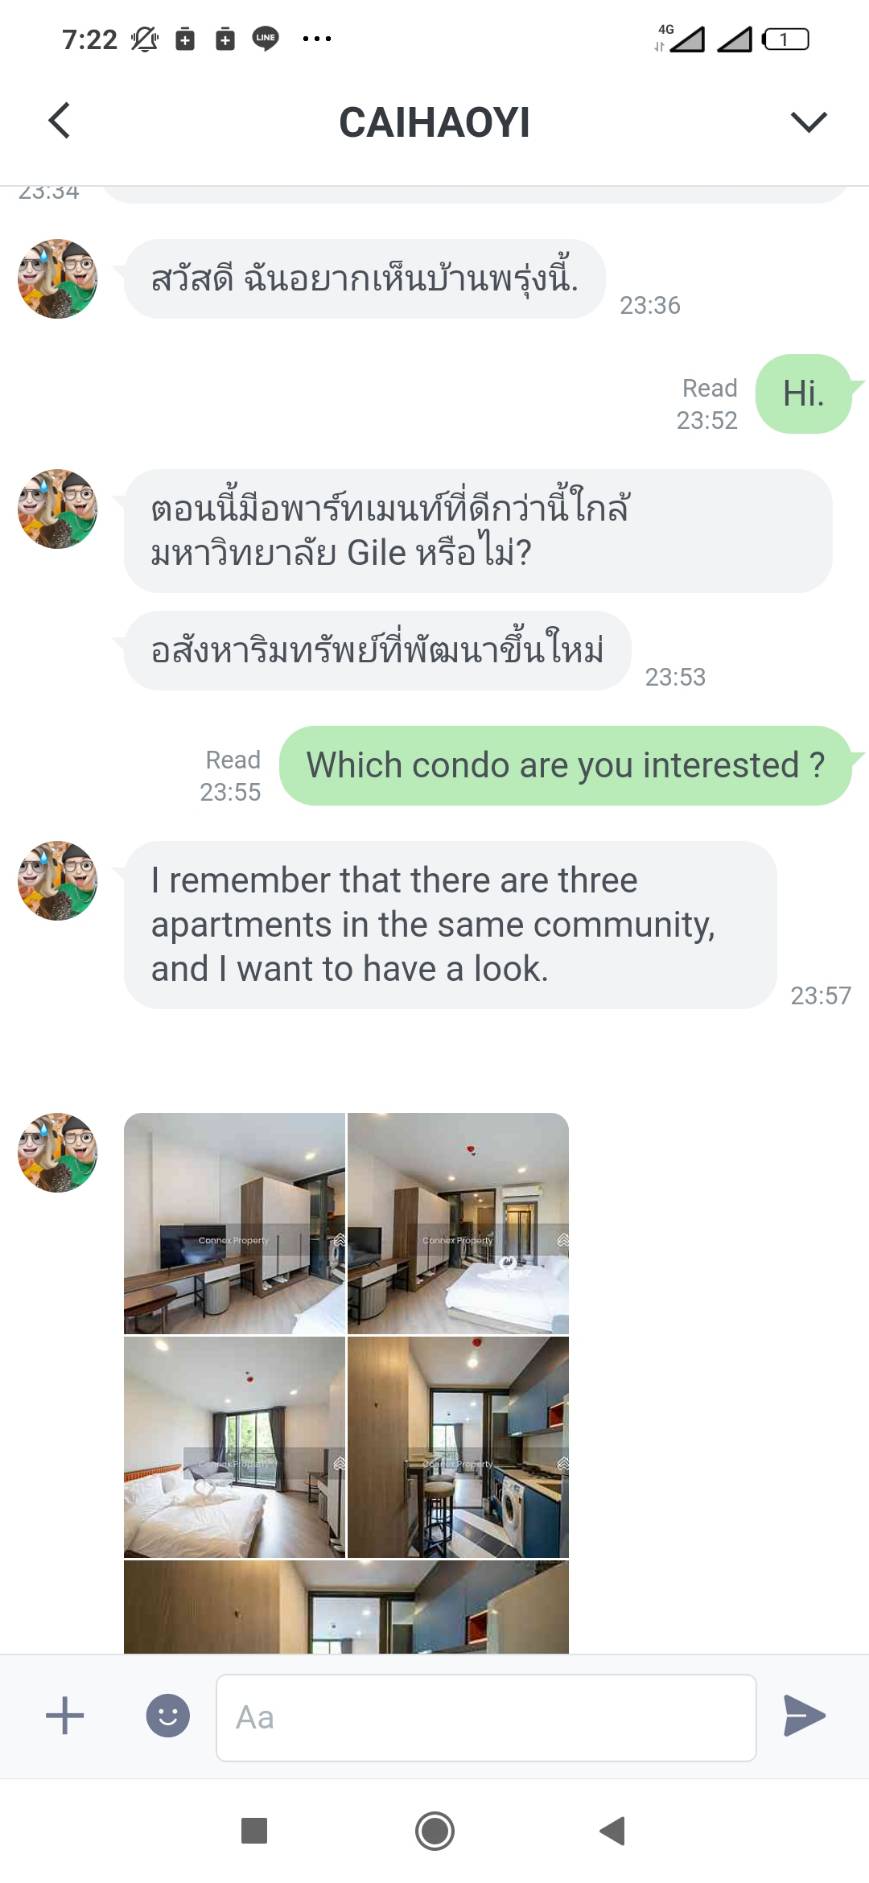 7:22
LINE
4G
1
CAIHAOYI
23:34
สวัสดี ฉันอยากเห็นบ้านพรุ่งนี้.
23:36
Read
23:52
Hi.
ตอนนี้มีอพาร์ทเมนท์ที่ดีกว่านี้ใกล้
มหาวิทยาลัย Gile หรือไม่?
อสังหาริมทรัพย์ที่พัฒนาขึ้นใหม่
23:53
Read
23:55
Which condo are you interested ?
I remember that there are three
apartments in the same community,
and I want to have a look.
23:57
Connex Property
Connex Property
Connex Property
Connex Property
Aa